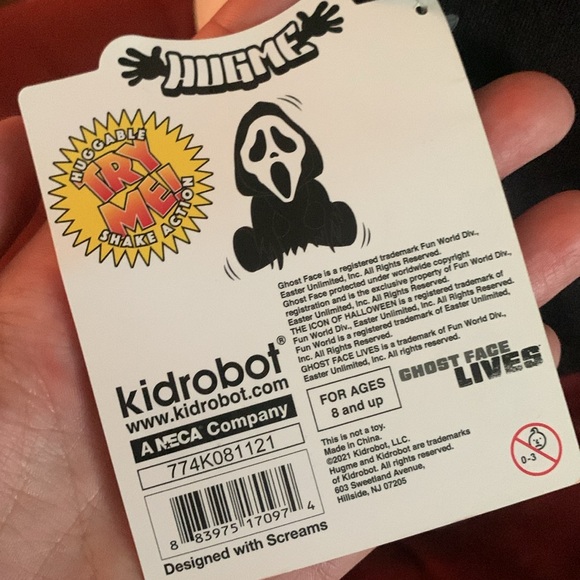 HUGME
HUGGABLE
TRY
ME!
SHAKE ACTION
Ghost Face is a registered trademark Fun World Div.,
Easter Unlimited, Inc. All Rights Reserved.
Ghost Face protected under worldwide copyright
registration and is the exclusive property of Fun World Div.,
Easter Unlimited, Inc. All Rights Reserved.
THE ICON OF HALLOWEEN is a registered trademark of
Fun World Div., Easter Unlimited, Inc. All Rights Reserved.
Fun World is a registered trademark of Easter Unlimited,
Inc. All Rights Reserved.
GHOST FACE LIVES is a trademark of Fun World Div.,
Easter Unlimited, Inc. All rights reserved.
kidrobot®
www.kidrobot.com
A NECA Company
774K081121
8 83975 17097 4
Designed with Screams
FOR AGES
8 and up
GHOST FACE
LIVES
This is not a toy.
Made in China.
©2021 Kidrobot, LLC.
Hugme and Kidrobot are trademarks
of Kidrobot. All rights reserved.
603 Sweetland Avenue,
Hillside, NJ 07205
0-3